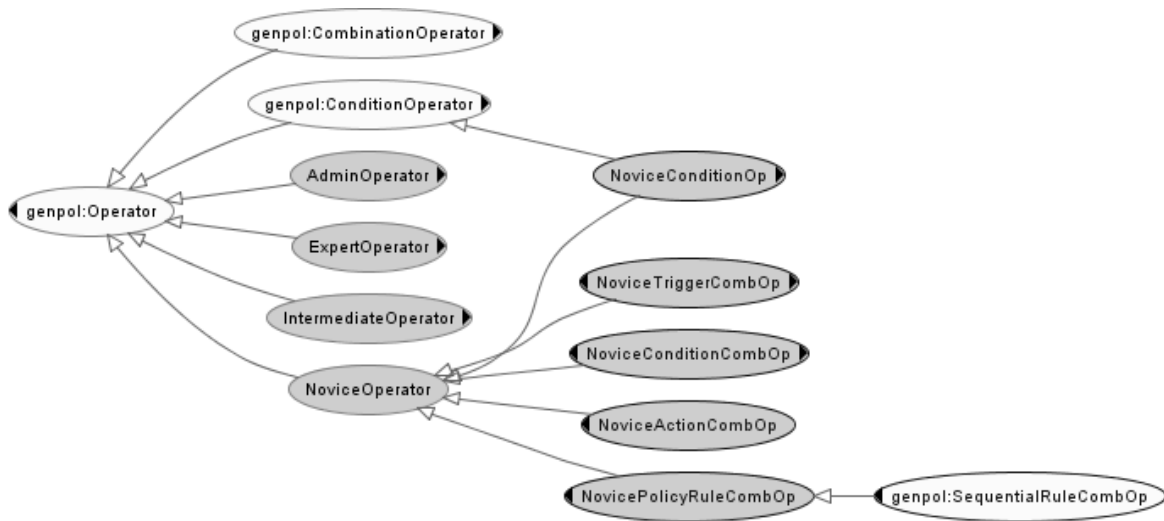 genpol:CombinationOperator
genpol:ConditionOperator
AdminOperator
NoviceConditionOp
genpol:Operator
ExpertOperator
NoviceTriggerCombOp
IntermediateOperator
NoviceConditionCombOp
NoviceOperator
NoviceActionCombOp
NovicePolicyRuleCombOp
genpol:SequentialRuleCombOp